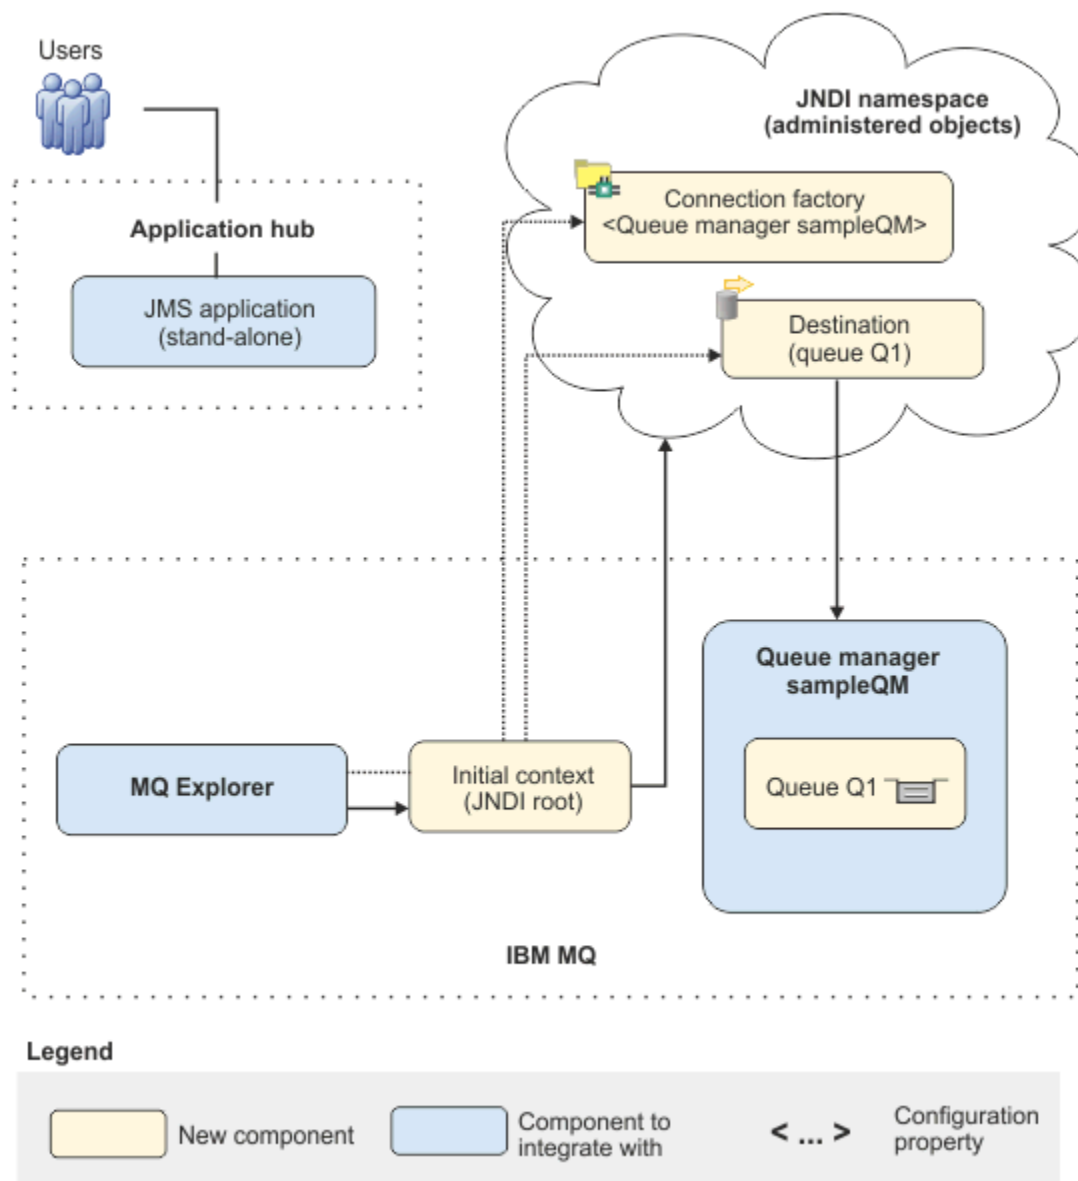 Users
JNDI namespace
(administered objects)
Connection factory
<Queue manager sampleQM>
Application hub
JMS application
(stand-alone)
Destination
(queue Q1)
Queue manager
sampleQM
MQ Explorer
Initial context
(JNDI root)
Queue Q1
IBM MQ
Legend
New component
Component to
integrate with
< ... >
Configuration
property